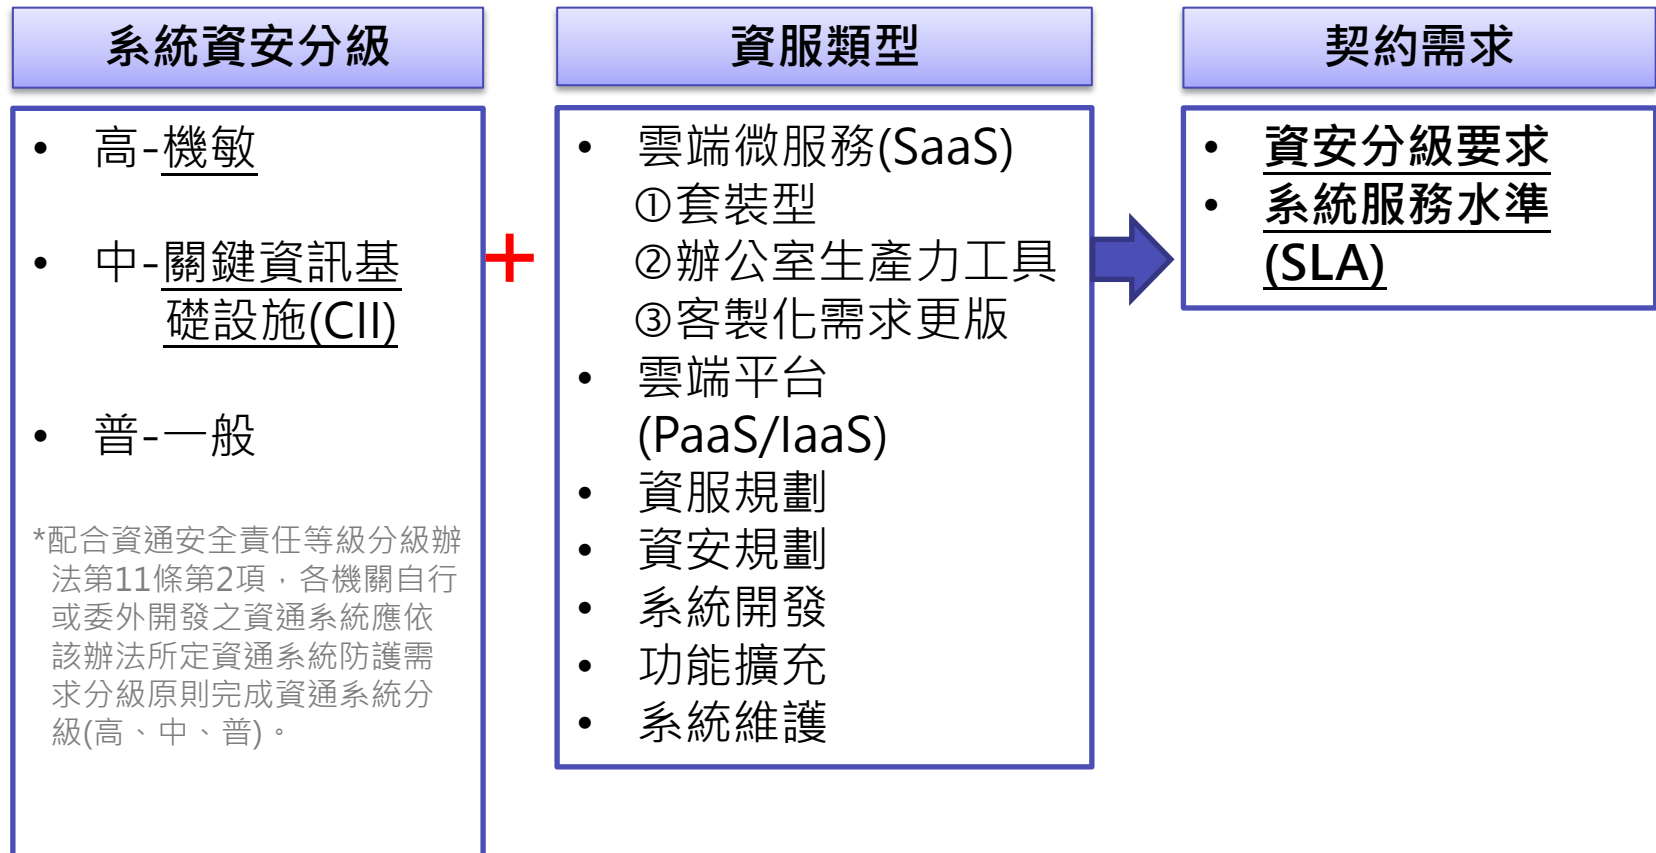 系統資安分級
• 高-機敏
• 中-關鍵資訊基
礎設施(CII)
• 普-一般
*配合資通安全責任等級分級辦
法第11條第2項，各機關自行
或委外開發之資通系統應依
該辦法所定資通系統防護需
求分級原則完成資通系統分
級(高、中、普)。
+
資服類型
• 雲端微服務(SaaS)
①套裝型
②辦公室生產力工具
③客製化需求更版
• 雲端平台
(PaaS/IaaS)
• 資服規劃
• 資安規劃
• 系統開發
• 功能擴充
• 系統維護
契約需求
• 資安分級要求
• 系統服務水準
(SLA)